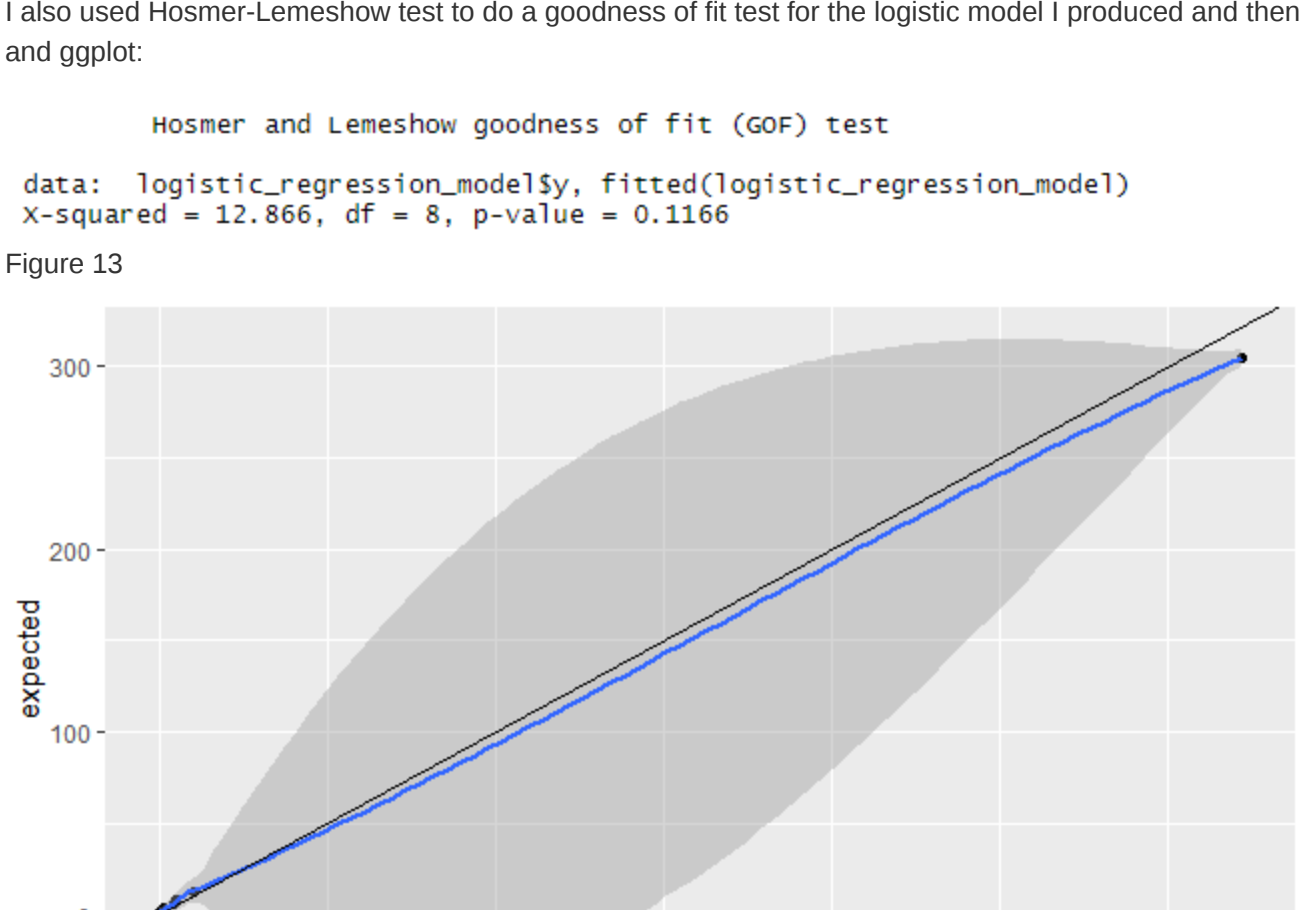 I also used Hosmer-Lemeshow test to do a goodness of fit test for the logistic model I produced and then
and ggplot:
Hosmer and Lemeshow goodness of fit (GOF) test
data: logistic_regression_model$y, fitted(logistic_regression_model)
X-squared = 12.866, df = 8, p-value = 0.1166
Figure 13
300
200
expected
100